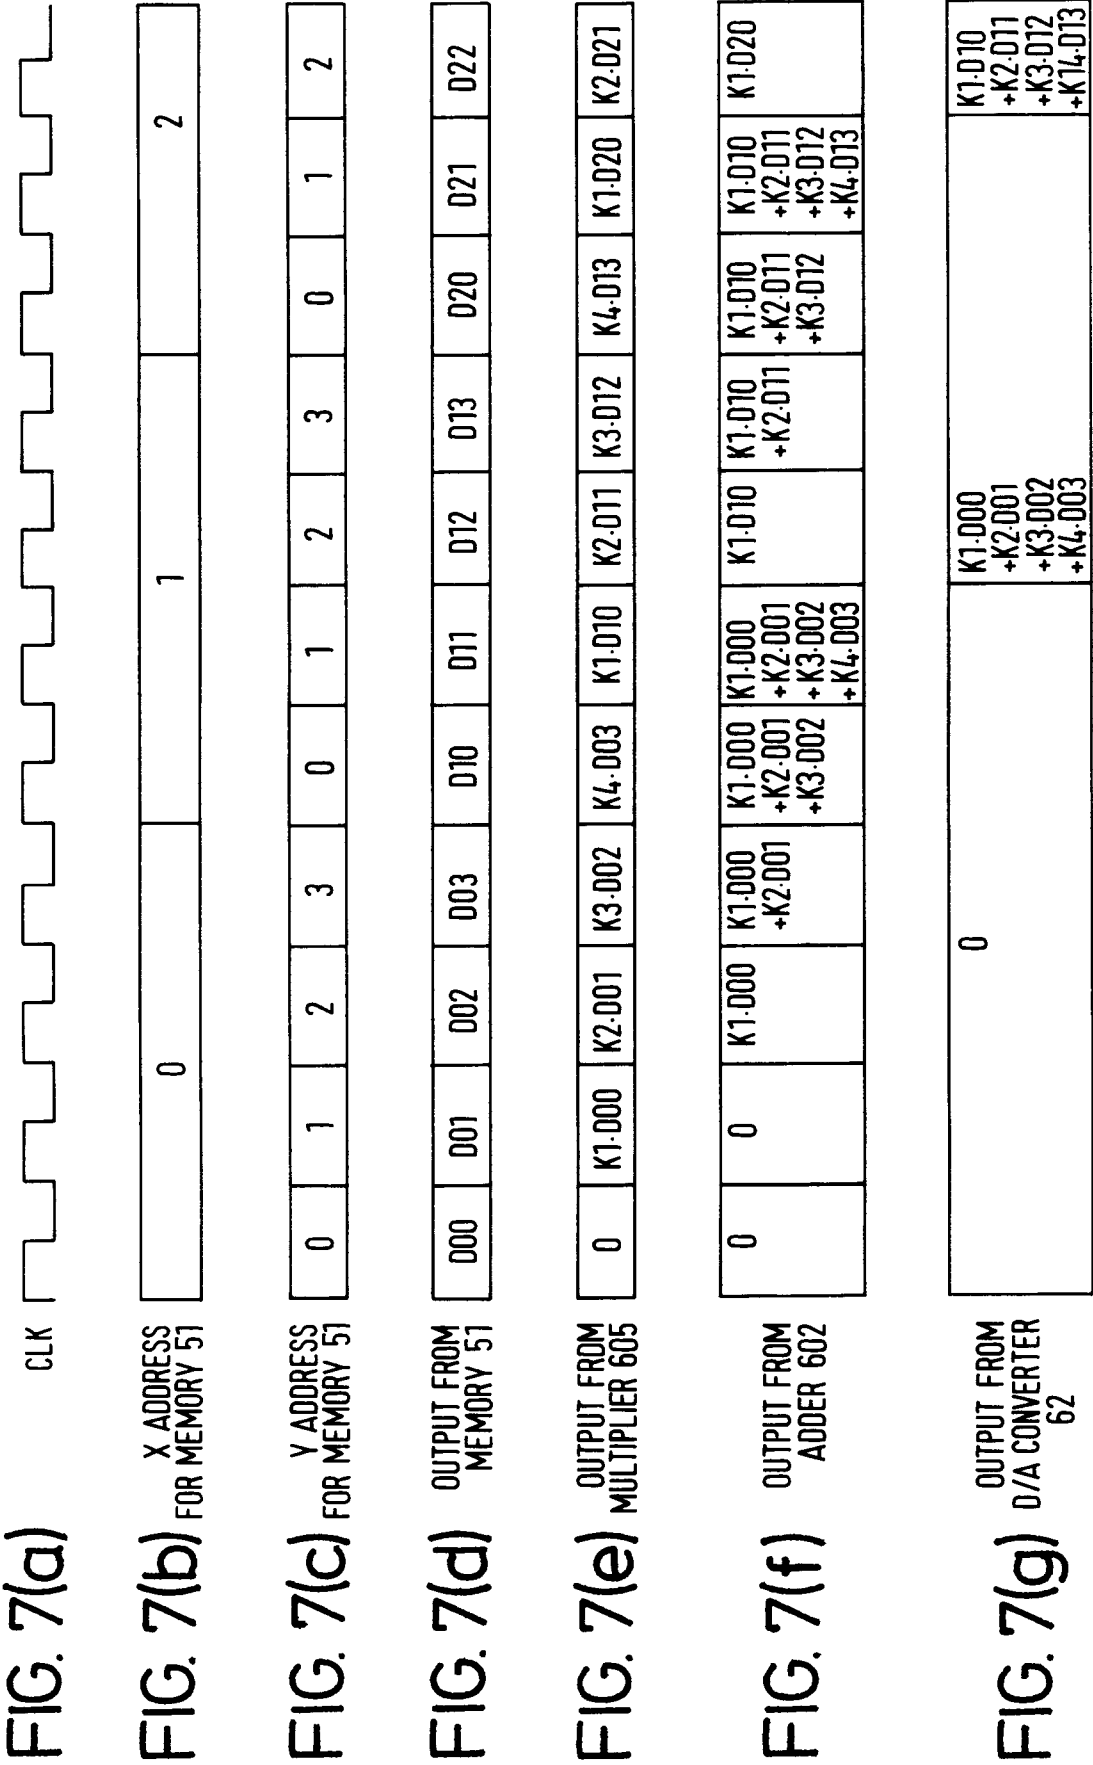 FIG. 7(a)
CLK
FIG. 7(b)
X ADDRESS
FOR MEMORY 51
0 1 2
FIG. 7(c)
Y ADDRESS
FOR MEMORY 51
0 1 2 3 0 1 2 3 0 1 2
FIG. 7(d)
OUTPUT FROM
MEMORY 51
D00 D01 D02 D03 D10 D11 D12 D13 D20 D21 D22
FIG. 7(e)
OUTPUT FROM
MULTIPLIER 605
0 K1·D00 K2·D01 K3·D02 K4·D03 K1·D10 K2·D11 K3·D12 K4·D13 K1·D20 K2·D21
FIG. 7(f)
OUTPUT FROM
ADDER 602
0
0
K1·D00
K1·D00
+K2·D01
K1·D00
+K2·D01
+K3·D02
K1·D00
+K2·D01
+K3·D02
+K4·D03
K1·D10
K1·D10
+K2·D11
K1·D10
+K2·D11
+K3·D12
K1·D10
+K2·D11
+K3·D12
+K4·D13
K1·D20
FIG. 7(g)
OUTPUT FROM
D/A CONVERTER
62
0
K1·D00
+K2·D01
+K3·D02
+K4·D03
K1·D10
+K2·D11
+K3·D12
+K14·D13